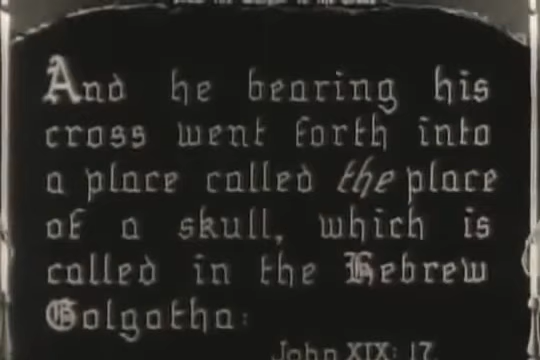 And he bearing his
cross went forth into
a place called the place
of a skull, which is
called in the Hebrew
Golgotha:
John XIX: 17